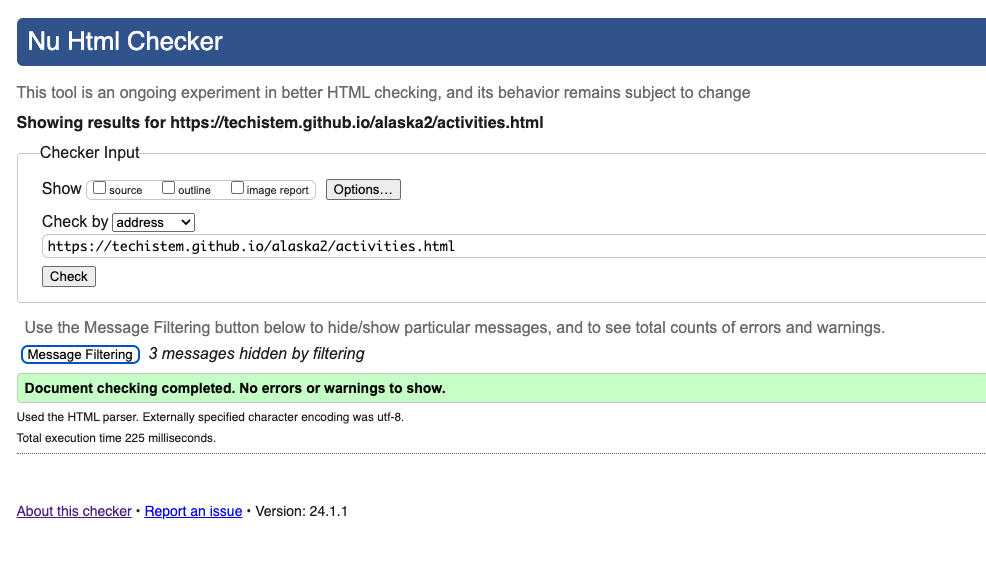 Nu Html Checker
This tool is an ongoing experiment in better HTML checking, and its behavior remains subject to change
Showing results for https://techistem.github.io/alaska2/activities.html
Checker Input
Show source outline image report Options...
Check by address
https://techistem.github.io/alaska2/activities.html
Check
Use the Message Filtering button below to hide/show particular messages, and to see total counts of errors and warnings.
Message Filtering 3 messages hidden by filtering
Document checking completed. No errors or warnings to show.
Used the HTML parser. Externally specified character encoding was utf-8.
Total execution time 225 milliseconds.
About this checker • Report an issue • Version: 24.1.1